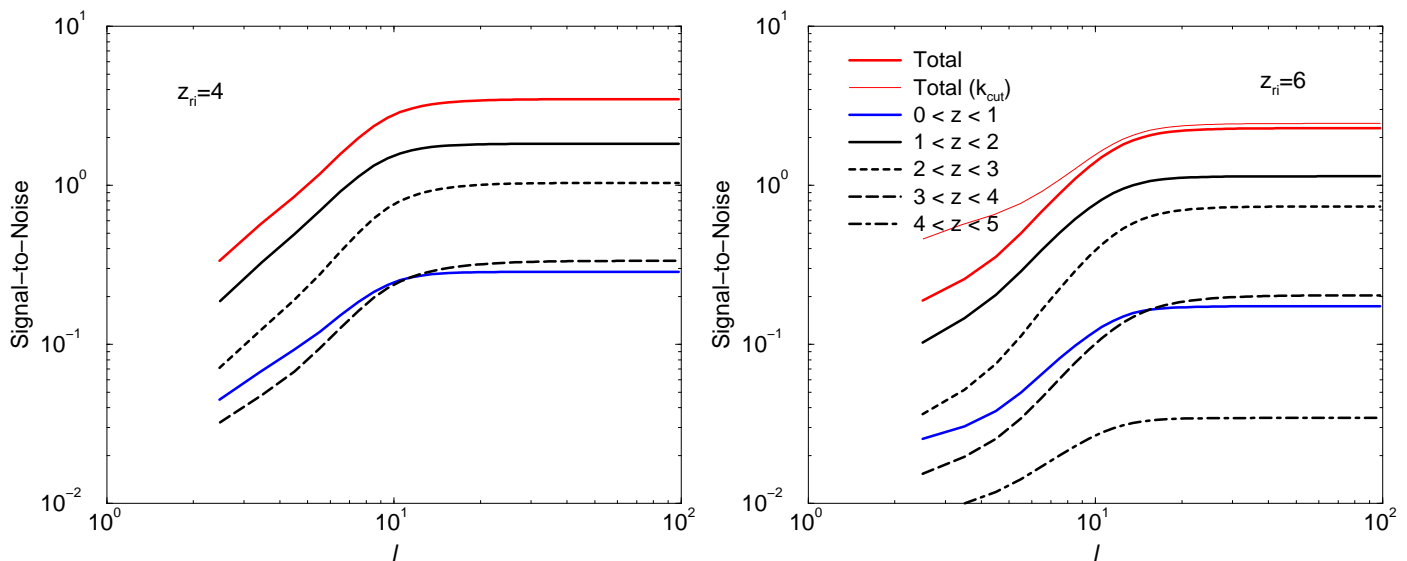 10^1
10^0
10^-1
10^-2
Signal-to-Noise
z_ri=4
10^0
10^1
10^2
l
10^1
10^0
10^-1
10^-2
Signal-to-Noise
Total
Total (k_cut)
0 < z < 1
1 < z < 2
2 < z < 3
3 < z < 4
4 < z < 5
z_ri=6
10^0
10^1
10^2
l